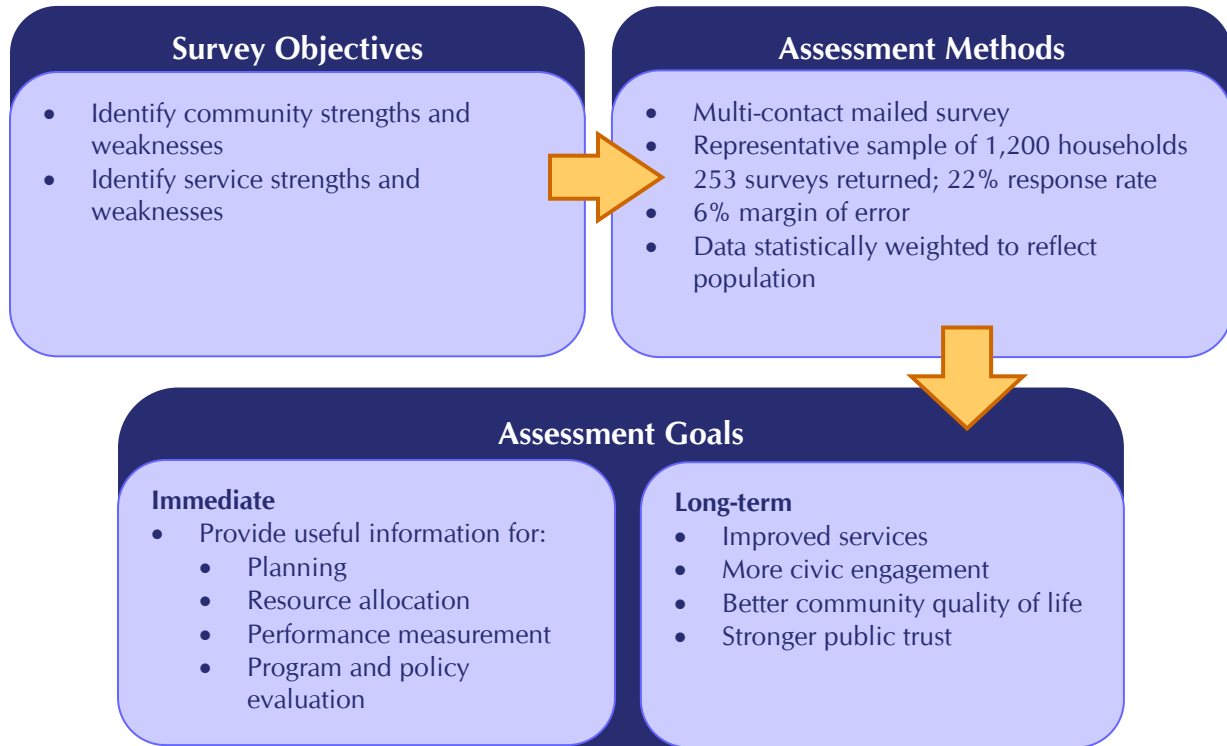 Survey Objectives
• Identify community strengths and
weaknesses
• Identify service strengths and
weaknesses
Assessment Methods
• Multi-contact mailed survey
• Representative sample of 1,200 households
• 253 surveys returned; 22% response rate
• 6% margin of error
• Data statistically weighted to reflect
population
Assessment Goals
Immediate
• Provide useful information for:
• Planning
• Resource allocation
• Performance measurement
• Program and policy
evaluation
Long-term
• Improved services
• More civic engagement
• Better community quality of life
• Stronger public trust